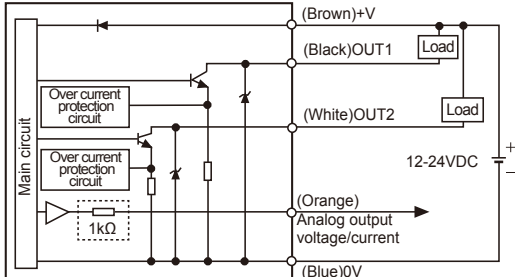 (Brown)+V
(Black)OUT1
Load
Over current
protection
circuit
(White)OUT2
Load
Main circuit
Over current
protection
circuit
12-24VDC
+
−
(Orange)
Analog output
voltage/current
1kΩ
(Blue)0V